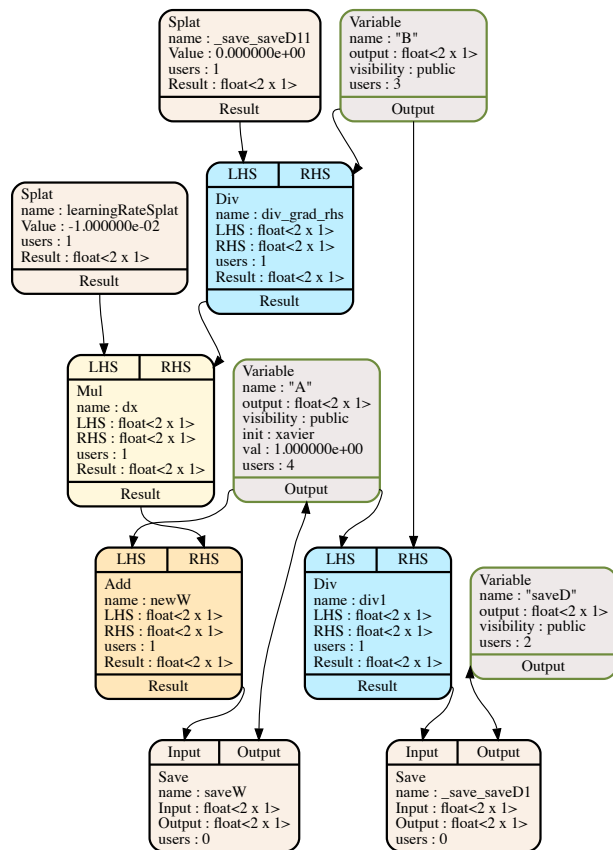 Splat
name : _save_saveD11
Value : 0.000000e+00
users : 1
Result : float<2 x 1>
Result
Variable
name : "B"
output : float<2 x 1>
visibility : public
users : 3
Output
LHS
RHS
Div
name : div_grad_rhs
LHS : float<2 x 1>
RHS : float<2 x 1>
users : 1
Result : float<2 x 1>
Result
Splat
name : learningRateSplat
Value : -1.000000e-02
users : 1
Result : float<2 x 1>
Result
LHS
RHS
Mul
name : dx
LHS : float<2 x 1>
RHS : float<2 x 1>
users : 1
Result : float<2 x 1>
Result
Variable
name : "A"
output : float<2 x 1>
visibility : public
init : xavier
val : 1.000000e+00
users : 4
Output
LHS
RHS
Add
name : newW
LHS : float<2 x 1>
RHS : float<2 x 1>
users : 1
Result : float<2 x 1>
Result
LHS
RHS
Div
name : div1
LHS : float<2 x 1>
RHS : float<2 x 1>
users : 1
Result : float<2 x 1>
Result
Variable
name : "saveD"
output : float<2 x 1>
visibility : public
users : 2
Output
Input
Output
Save
name : saveW
Input : float<2 x 1>
Output : float<2 x 1>
users : 0
Input
Output
Save
name : _save_saveD1
Input : float<2 x 1>
Output : float<2 x 1>
users : 0